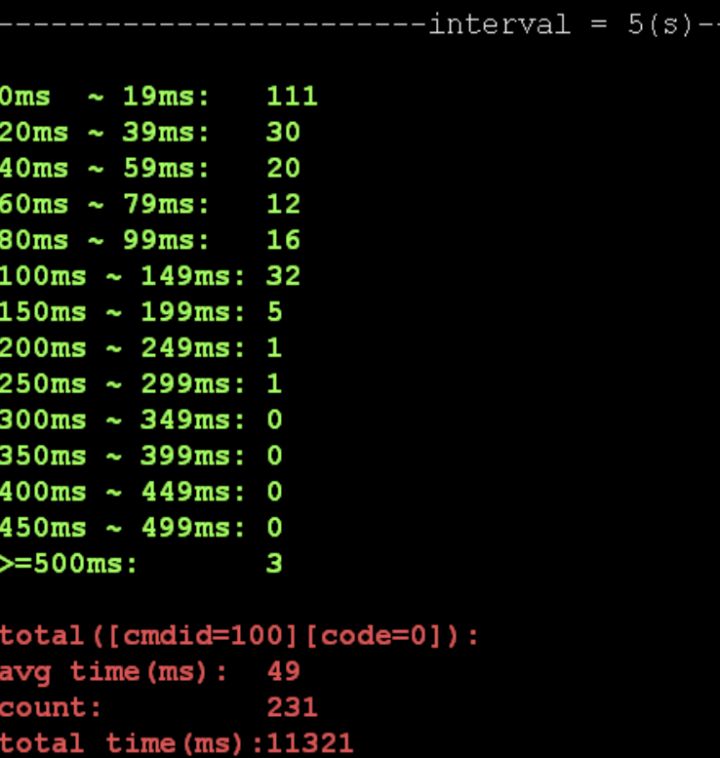 -------------------------interval = 5(s)--
0ms  ~ 19ms:   111
20ms ~ 39ms:   30
40ms ~ 59ms:   20
60ms ~ 79ms:   12
80ms ~ 99ms:   16
100ms ~ 149ms: 32
150ms ~ 199ms: 5
200ms ~ 249ms: 1
250ms ~ 299ms: 1
300ms ~ 349ms: 0
350ms ~ 399ms: 0
400ms ~ 449ms: 0
450ms ~ 499ms: 0
>=500ms:       3
total([cmdid=100][code=0]):
avg time(ms):  49
count:         231
total time(ms):11321